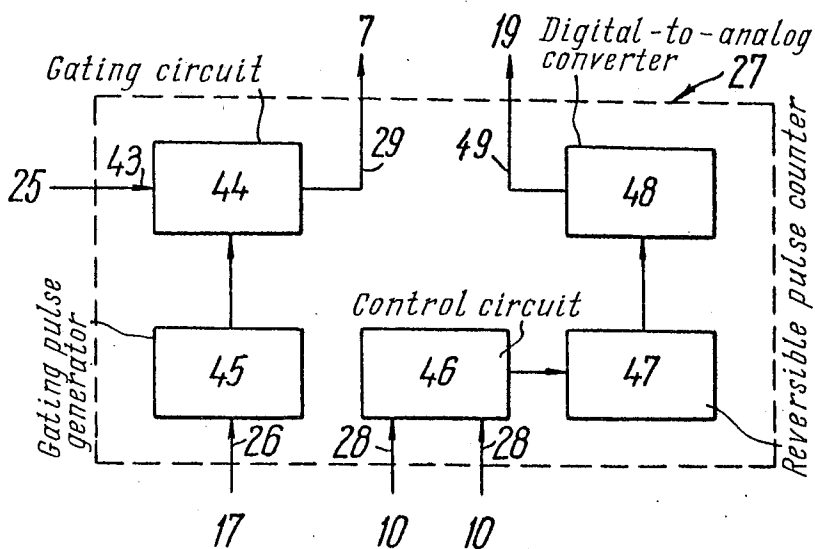 7
19
Digital-to-analog
converter
27
Gating circuit
29
49
25
43
44
48
Reversible pulse counter
Control circuit
Gating pulse
generator
45
46
47
26
28
28
17
10
10